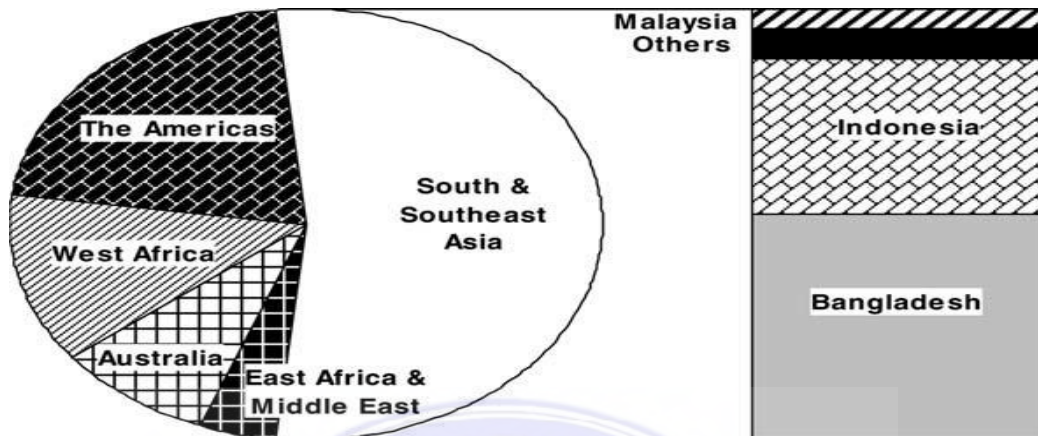 Malaysia
Others
The Americas
Indonesia
South &
Southeast
Asia
West Africa
Bangladesh
Australia
East Africa &
Middle East